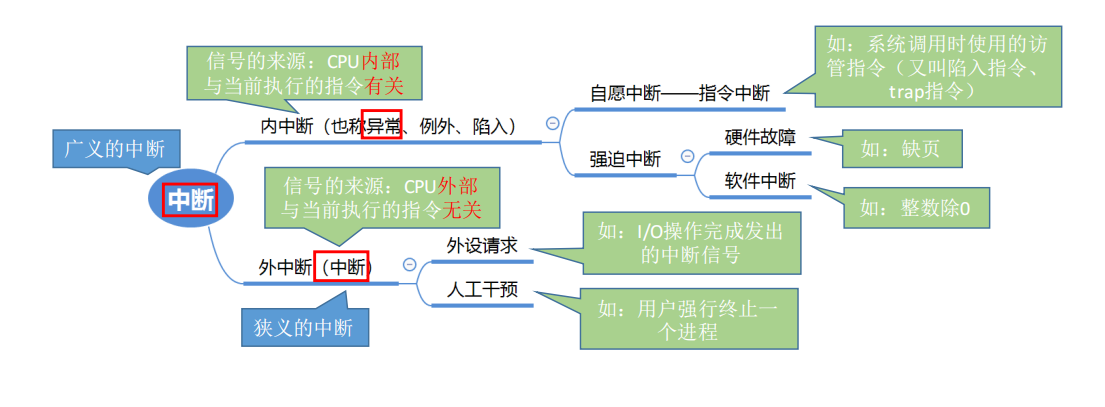 信号的来源：CPU内部
与当前执行的指令有关
如：系统调用时使用的访
管指令（又叫陷入指令、
trap指令）
自愿中断——指令中断
内中断（也称异常、例外、陷入）
广义的中断
硬件故障
如：缺页
强迫中断
软件中断
如：整数除0
中断
信号的来源：CPU外部
与当前执行的指令无关
外设请求
如：I/O操作完成发出
的中断信号
外中断（中断）
人工干预
如：用户强行终止一
个进程
狭义的中断